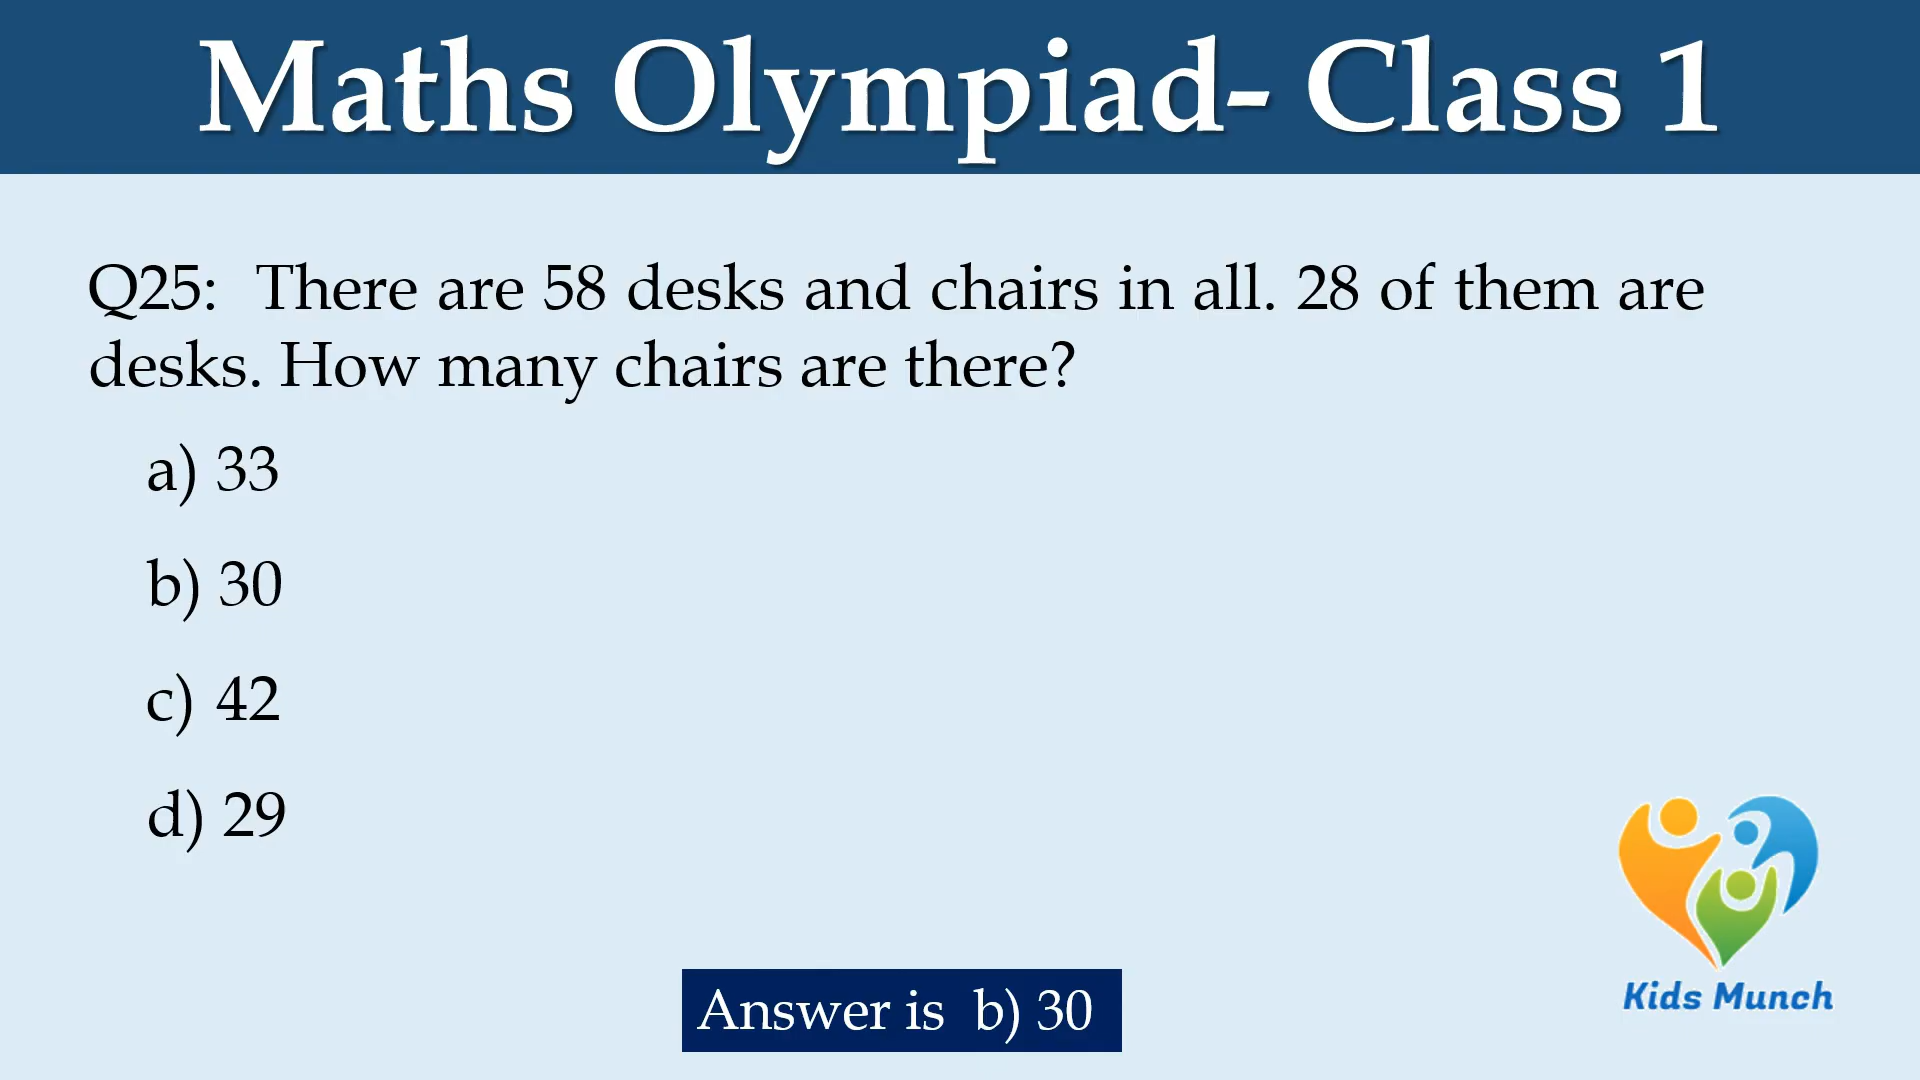 Maths Olympiad- Class 1
Q25: There are 58 desks and chairs in all. 28 of them are
desks. How many chairs are there?
a) 33
b) 30
c) 42
d) 29
Kids Munch
Answer is b) 30